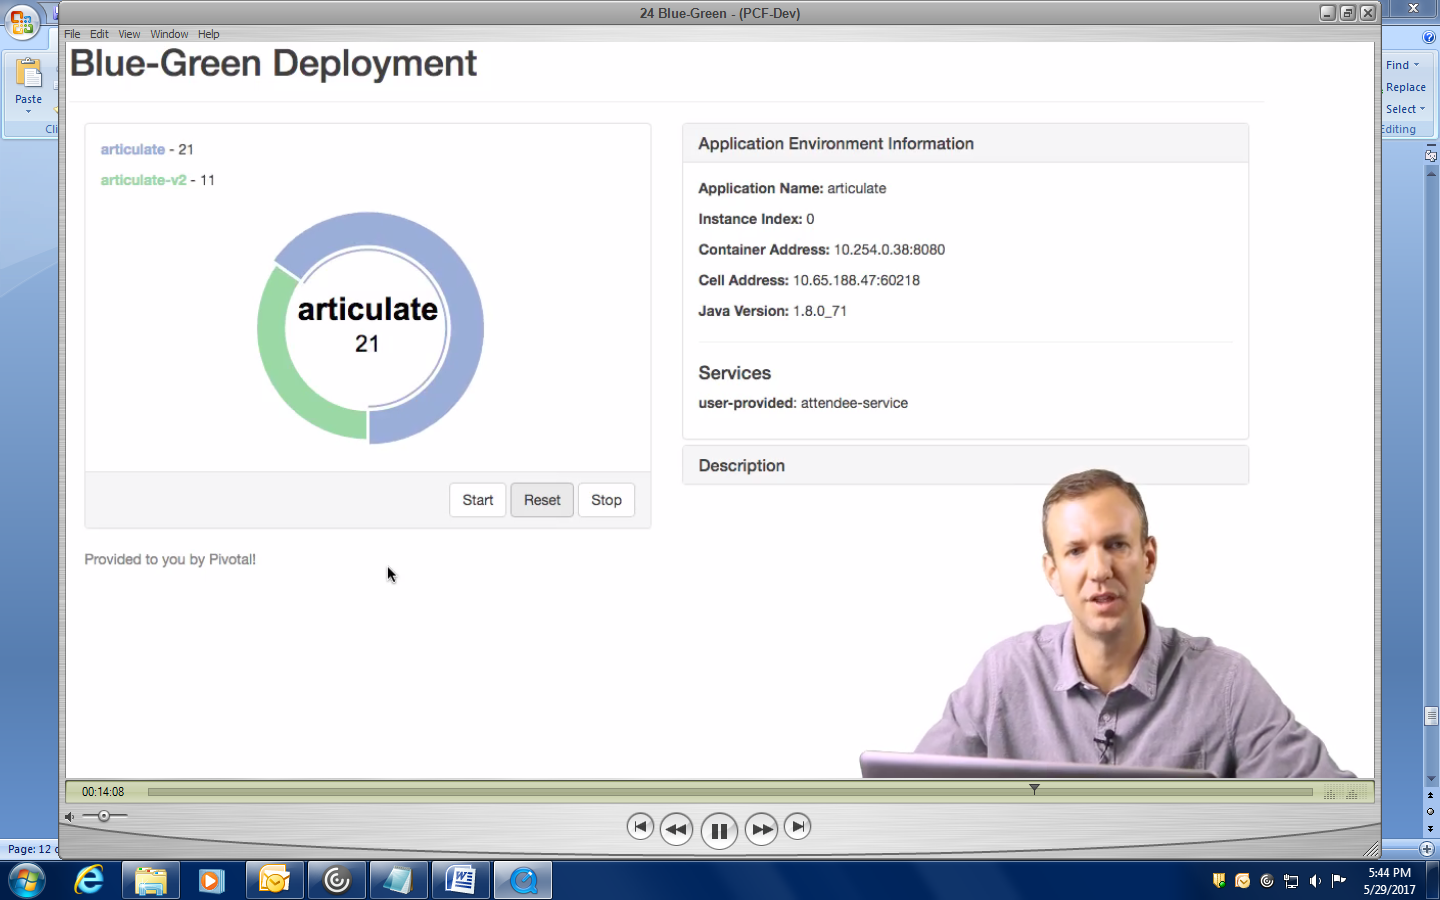 24 Blue-Green - (PCF-Dev)
File Edit View Window Help
Blue-Green Deployment
Paste
Find
Replace
Select
Editing
articulate - 21
articulate-v2 - 11
articulate
21
Start Reset Stop
Provided to you by Pivotal!
Application Environment Information
Application Name: articulate
Instance Index: 0
Container Address: 10.254.0.38:8080
Cell Address: 10.65.188.47:60218
Java Version: 1.8.0_71
Services
user-provided: attendee-service
Description
00:14:08
Page: 12
5:44 PM
5/29/2017